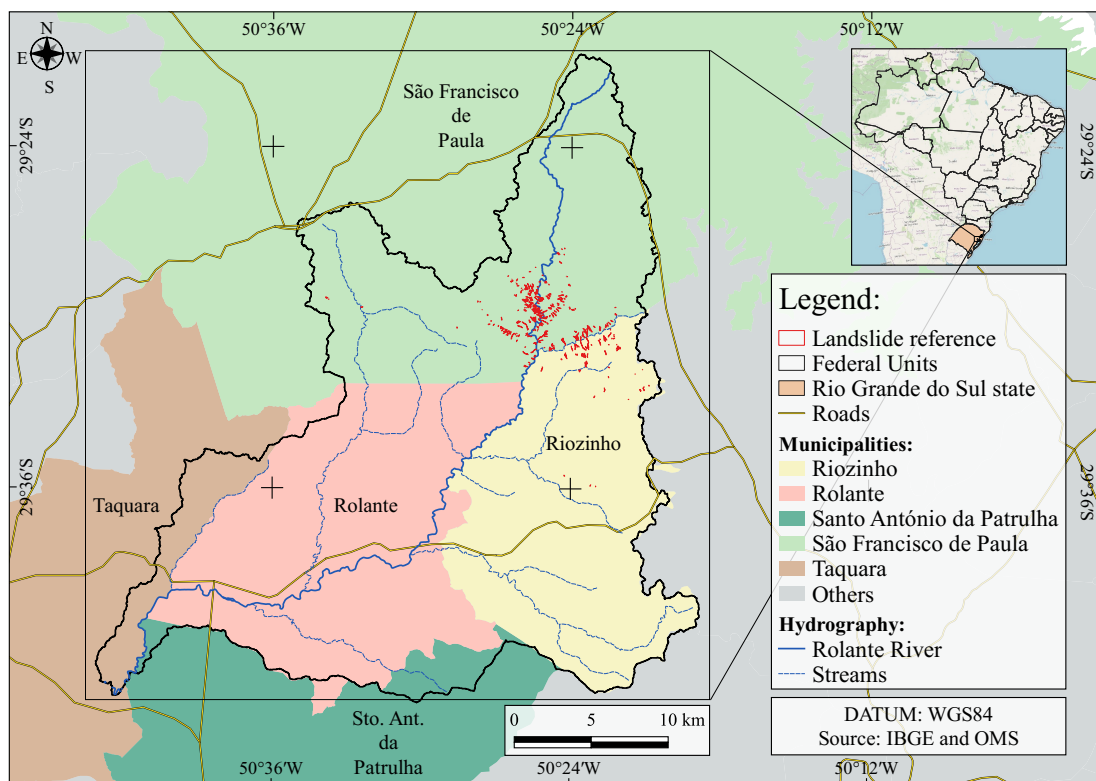 50°36'W
50°24'W
50°12'W
N
E
W
S
São Francisco
de
Paula
29°24'S
29°24'S
Riozinho
Taquara
Rolante
29°36'S
29°36'S
Sto. Ant.
da
Patrulha
0 5 10 km
50°36'W
50°24'W
50°12'W
Legend:
Landslide reference
Federal Units
Rio Grande do Sul state
Roads
Municipalities:
Riozinho
Rolante
Santo António da Patrulha
São Francisco de Paula
Taquara
Others
Hydrography:
Rolante River
Streams
DATUM: WGS84
Source: IBGE and OMS